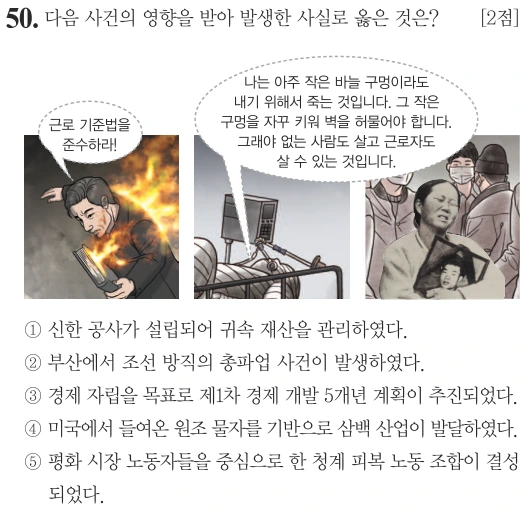 50. 다음 사건의 영향을 받아 발생한 사실로 옳은 것은? [2점]
근로 기준법을
준수하라!
나는 아주 작은 바늘 구멍이라도
내기 위해서 죽는 것입니다. 그 작은
구멍을 자꾸 키워 벽을 허물어야 합니다.
그래야 없는 사람도 살고 근로자도
살 수 있는 것입니다.
① 신한 공사가 설립되어 귀속 재산을 관리하였다.
② 부산에서 조선 방직의 총파업 사건이 발생하였다.
③ 경제 자립을 목표로 제1차 경제 개발 5개년 계획이 추진되었다.
④ 미국에서 들여온 원조 물자를 기반으로 삼백 산업이 발달하였다.
⑤ 평화 시장 노동자들을 중심으로 한 청계 피복 노동 조합이 결성
되었다.